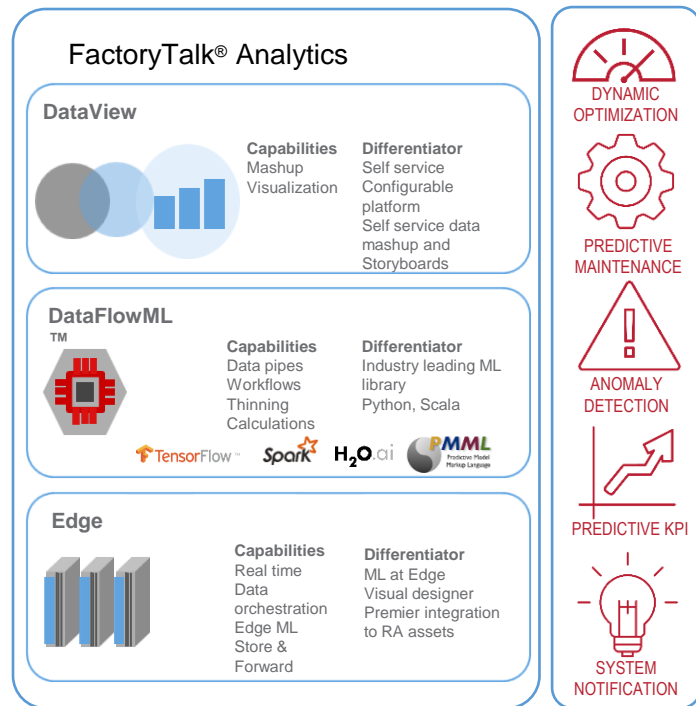 FactoryTalk® Analytics
DataView
Capabilities
Mashup
Visualization
Differentiator
Self service
Configurable
platform
Self service data
mashup and
Storyboards
DataFlowML
TM
Capabilities
Data pipes
Workflows
Thinning
Calculations
Differentiator
Industry leading ML
library
Python, Scala
TensorFlow™
Spark
H2O.ai
PMML
Predictive Model
Markup Language
Edge
Capabilities
Real time
Data
orchestration
Edge ML
Store &
Forward
Differentiator
ML at Edge
Visual designer
Premier integration
to RA assets
DYNAMIC
OPTIMIZATION
PREDICTIVE
MAINTENANCE
ANOMALY
DETECTION
PREDICTIVE KPI
SYSTEM
NOTIFICATION